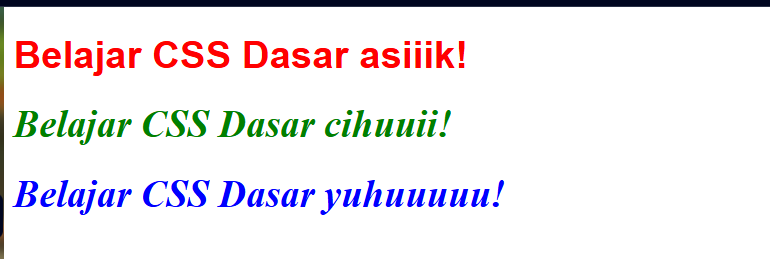 Belajar CSS Dasar asiiik!
Belajar CSS Dasar cihuuii!
Belajar CSS Dasar yuhuuuuu!